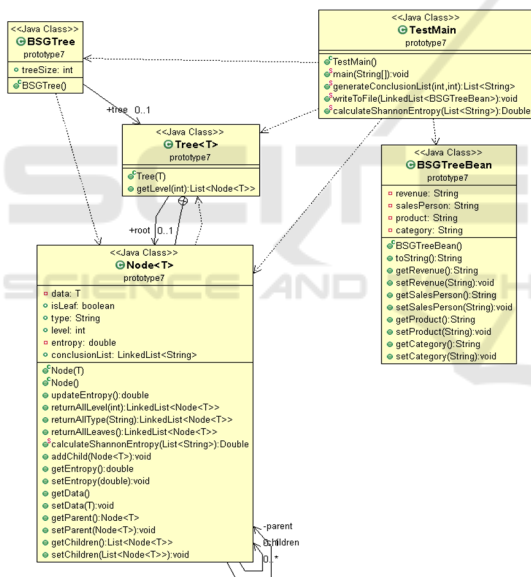 <<Java Class>>
BSGTree
prototype7
treeSize: int
BSGTree()
<<Java Class>>
TestMain
prototype7
TestMain()
main(String[]):void
generateConclusionList(int,int):List<String>
writeToFile(LinkedList<BSGTreeBean>):void
calculateShannonEntropy(List<String>):Double
+tree 0..1
<<Java Class>>
Tree<T>
prototype7
Tree(T)
getLevel(int):List<Node<T>>
<<Java Class>>
BSGTreeBean
prototype7
revenue: String
salesPerson: String
product: String
category: String
BSGTreeBean()
toString():String
getRevenue():String
setRevenue(String):void
getSalesPerson():String
setSalesPerson(String):void
getProduct():String
setProduct(String):void
getCategory():String
setCategory(String):void
+root 0..1
<<Java Class>>
Node<T>
prototype7
data: T
isLeaf: boolean
type: String
level: int
entropy: double
conclusionList: LinkedList<String>
Node(T)
Node()
updateEntropy():double
returnAllLevel(int):LinkedList<Node<T>>
returnAllType(String):LinkedList<Node<T>>
returnAllLeaves():LinkedList<Node<T>>
calculateShannonEntropy(List<String>):Double
addChild(Node<T>):void
getEntropy():double
setEntropy(double):void
getData()
setData(T):void
getParent():Node<T>
setParent(Node<T>):void
getChildren():List<Node<T>>
setChildren(List<Node<T>>):void
-parent
0..*
SCIENCE AND